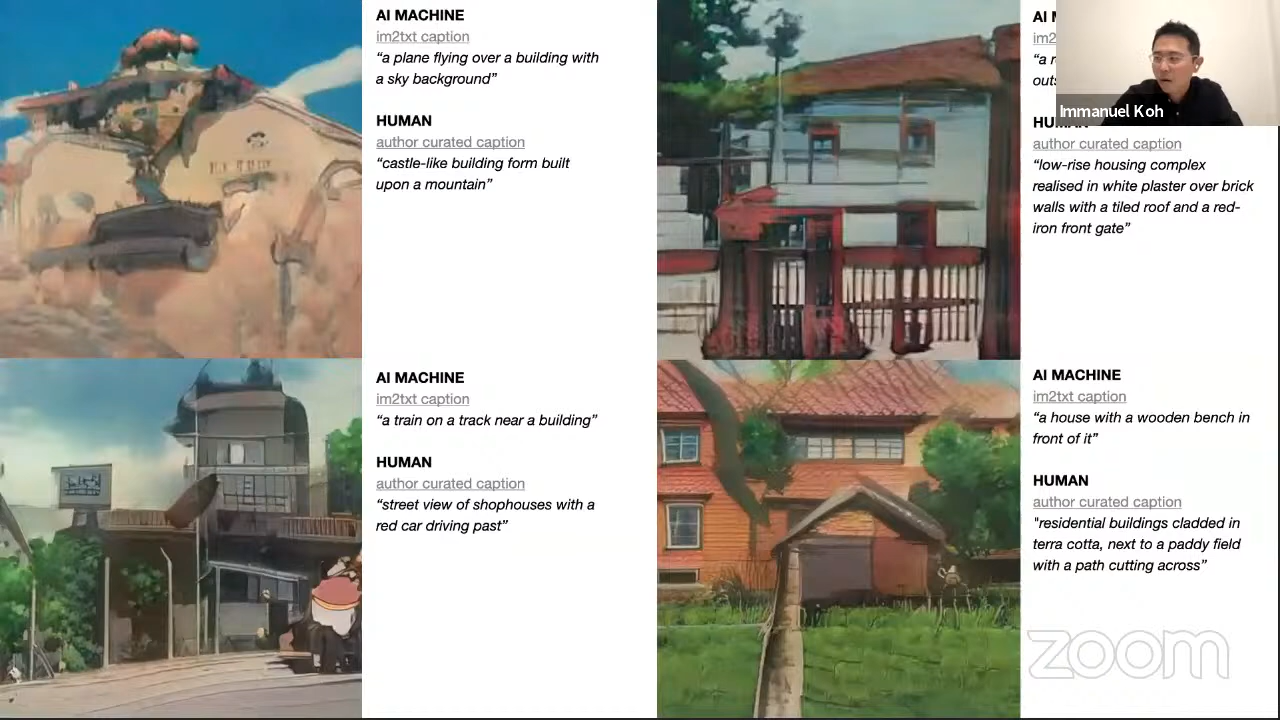 AI MACHINE
im2txt caption
“a plane flying over a building with
a sky background”
HUMAN
author curated caption
“castle-like building form built
upon a mountain”
AI
Immanuel Koh
HUMAN
author curated caption
“low-rise housing complex
realised in white plaster over brick
walls with a tiled roof and a red-
iron front gate”
AI MACHINE
im2txt caption
“a train on a track near a building”
HUMAN
author curated caption
“street view of shophouses with a
red car driving past”
AI MACHINE
im2txt caption
“a house with a wooden bench in
front of it”
HUMAN
author curated caption
"residential buildings cladded in
terra cotta, next to a paddy field
with a path cutting across”
zoom